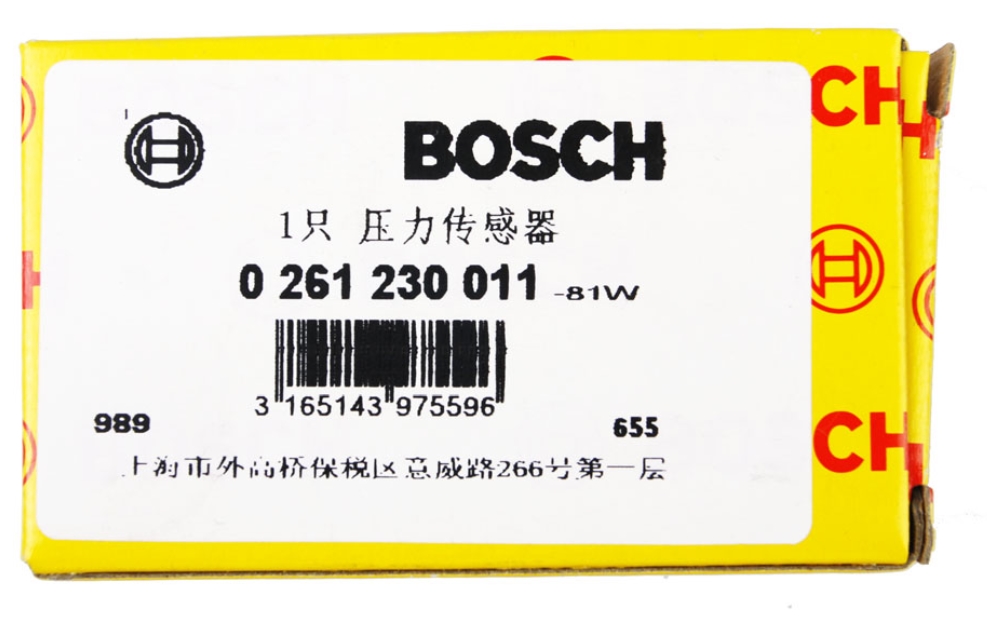 BOSCH
1只 压力传感器
0 261 230 011 -81W
3 165143 975596
989
655
上海市外高桥保税区意威路266号第一层
CH
CH